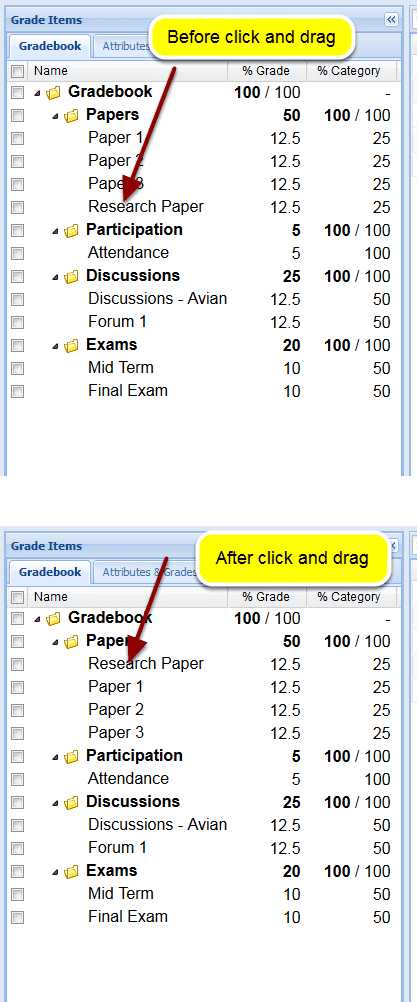 Grade Items
Before click and drag
Gradebook Attributes
Name % Grade % Category
Gradebook 100 / 100 -
Papers 50 100 / 100
Paper 1 12.5 25
Paper 2 12.5 25
Paper 3 12.5 25
Research Paper 12.5 25
Participation 5 100 / 100
Attendance 5 100
Discussions 25 100 / 100
Discussions - Avian 12.5 50
Forum 1 12.5 50
Exams 20 100 / 100
Mid Term 10 50
Final Exam 10 50
Grade Items
After click and drag
Gradebook Attributes & Grades
Name % Grade % Category
Gradebook 100 / 100 -
Papers 50 100 / 100
Research Paper 12.5 25
Paper 1 12.5 25
Paper 2 12.5 25
Paper 3 12.5 25
Participation 5 100 / 100
Attendance 5 100
Discussions 25 100 / 100
Discussions - Avian 12.5 50
Forum 1 12.5 50
Exams 20 100 / 100
Mid Term 10 50
Final Exam 10 50